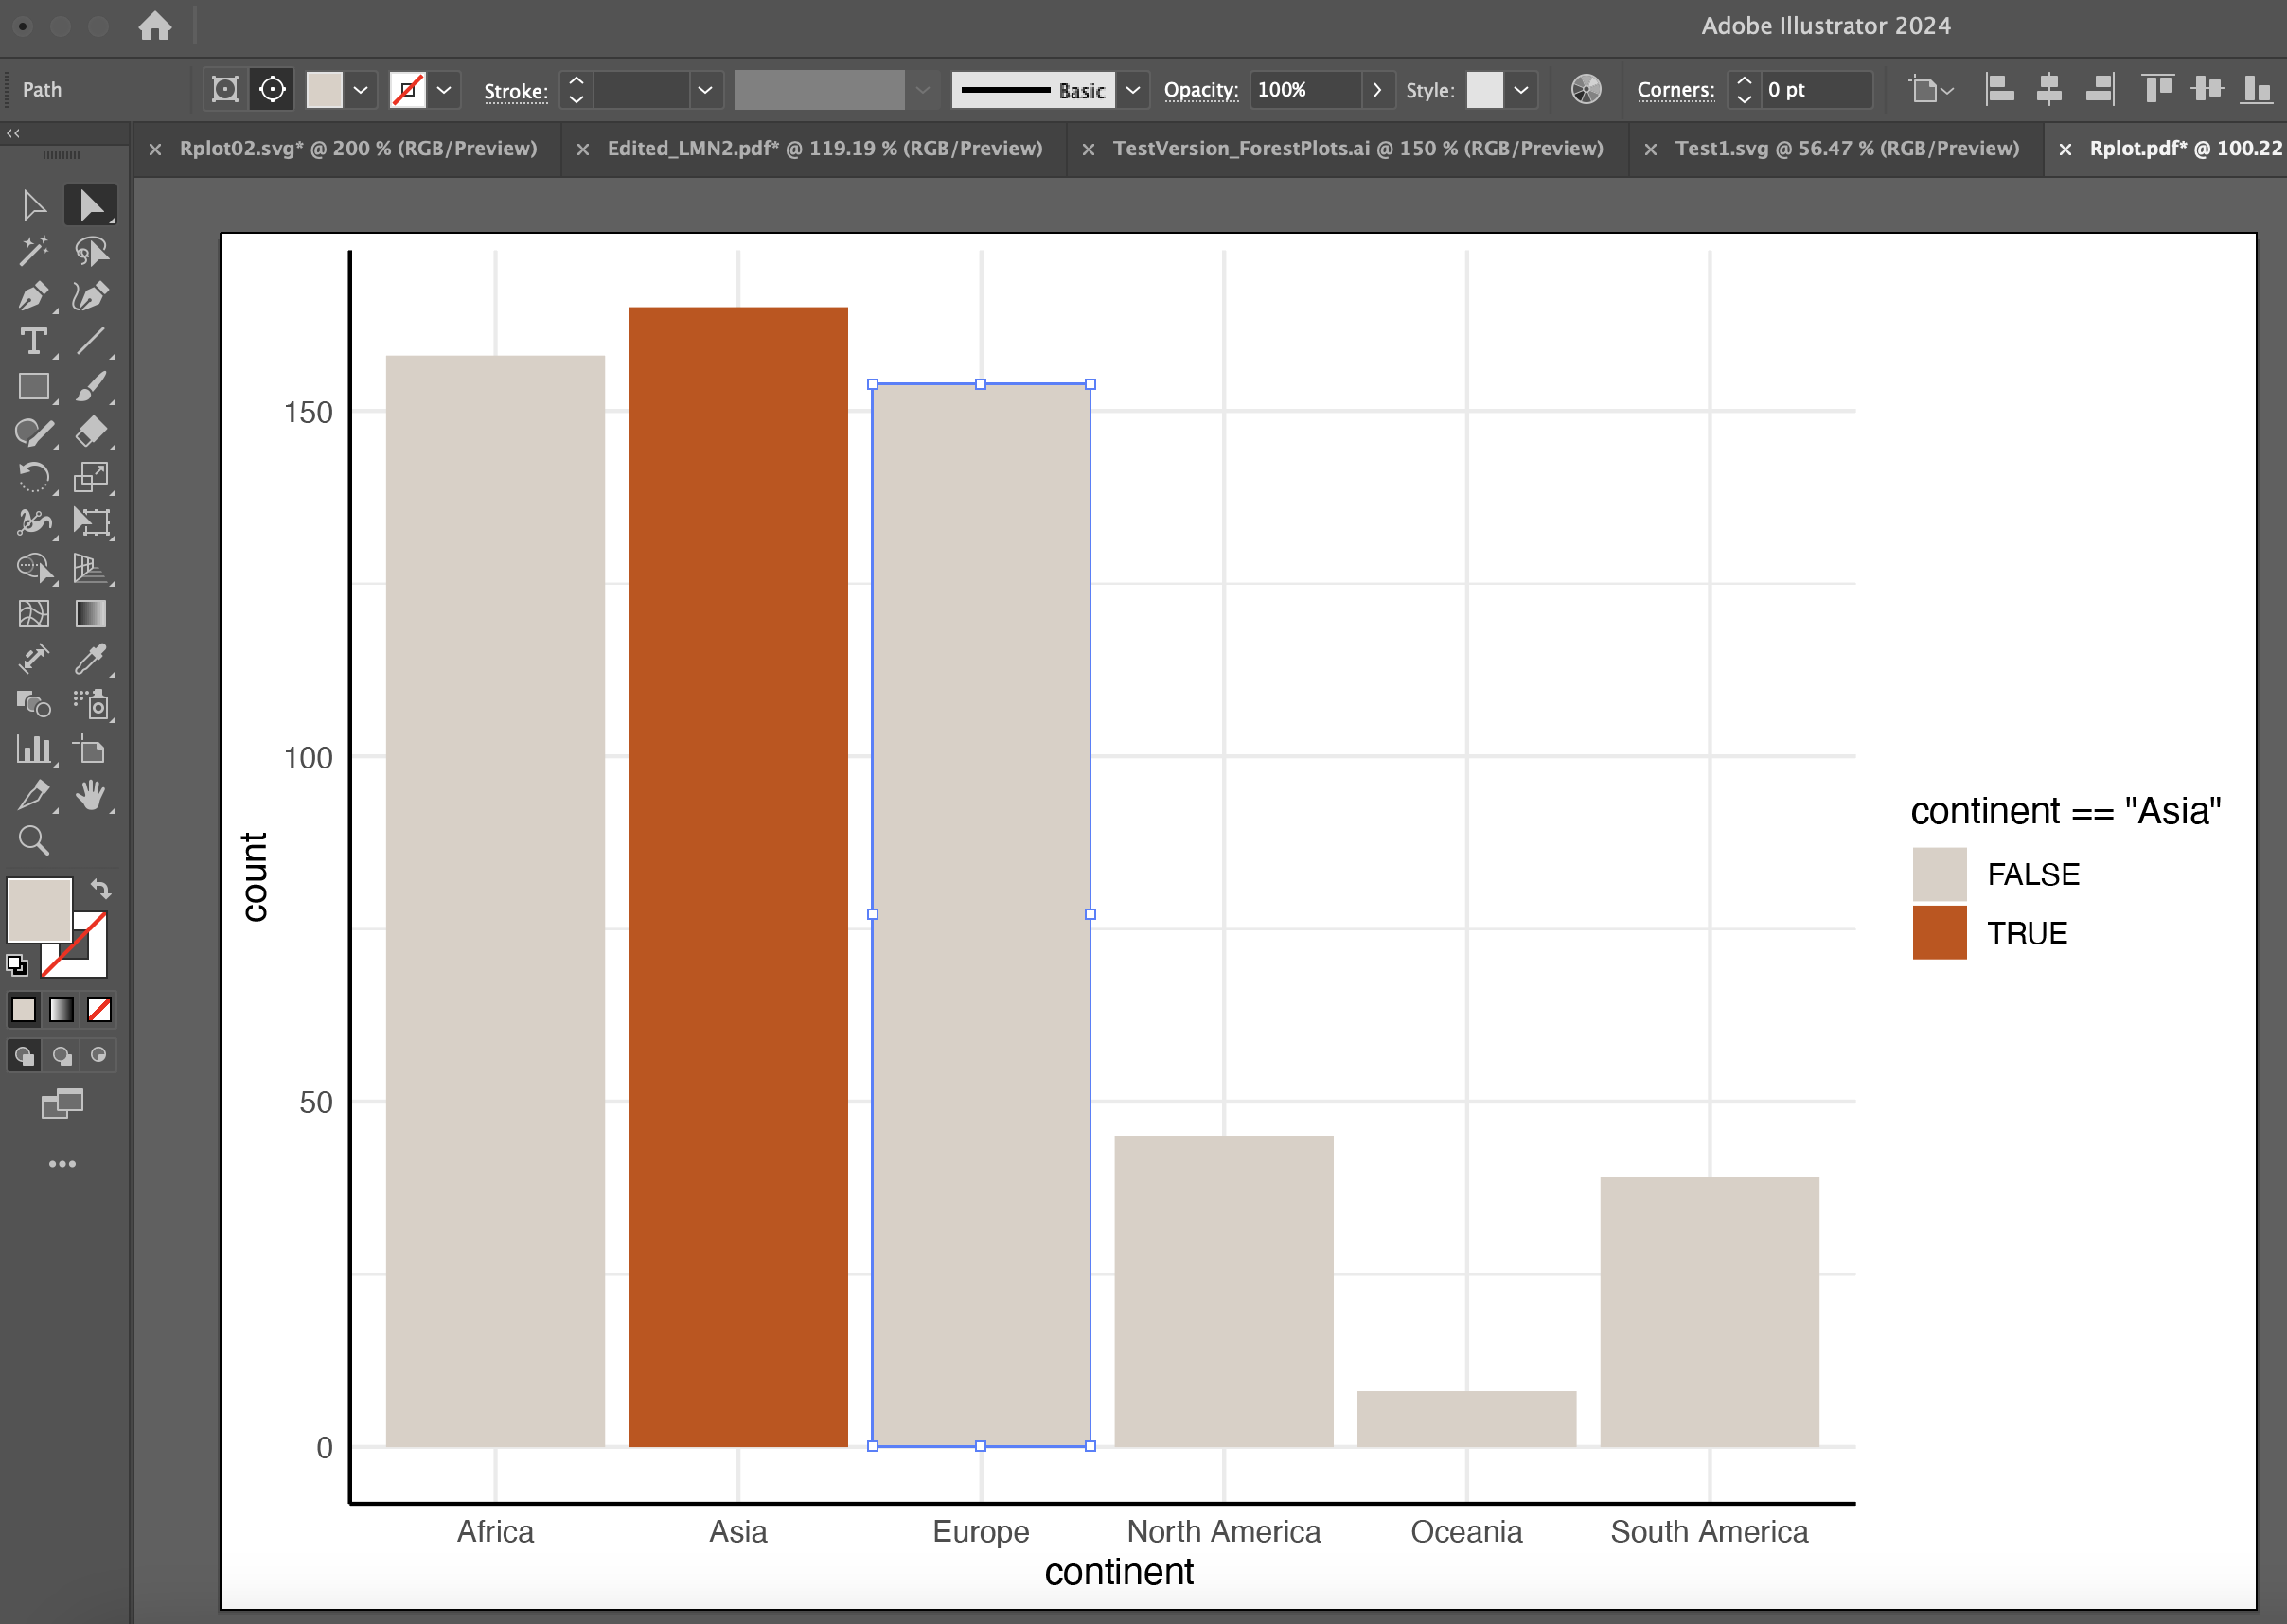 Adobe Illustrator 2024
Path Stroke: Basic Opacity: 100% Style: Corners: 0 pt
Rplot02.svg* @ 200 % (RGB/Preview) Edited_LMN2.pdf* @ 119.19 % (RGB/Preview) TestVersion_ForestPlots.ai @ 150 % (RGB/Preview) Test1.svg @ 56.47 % (RGB/Preview) Rplot.pdf* @ 100.22
150
100
50
0
count
Africa Asia Europe North America Oceania South America
continent
continent == "Asia"
FALSE
TRUE